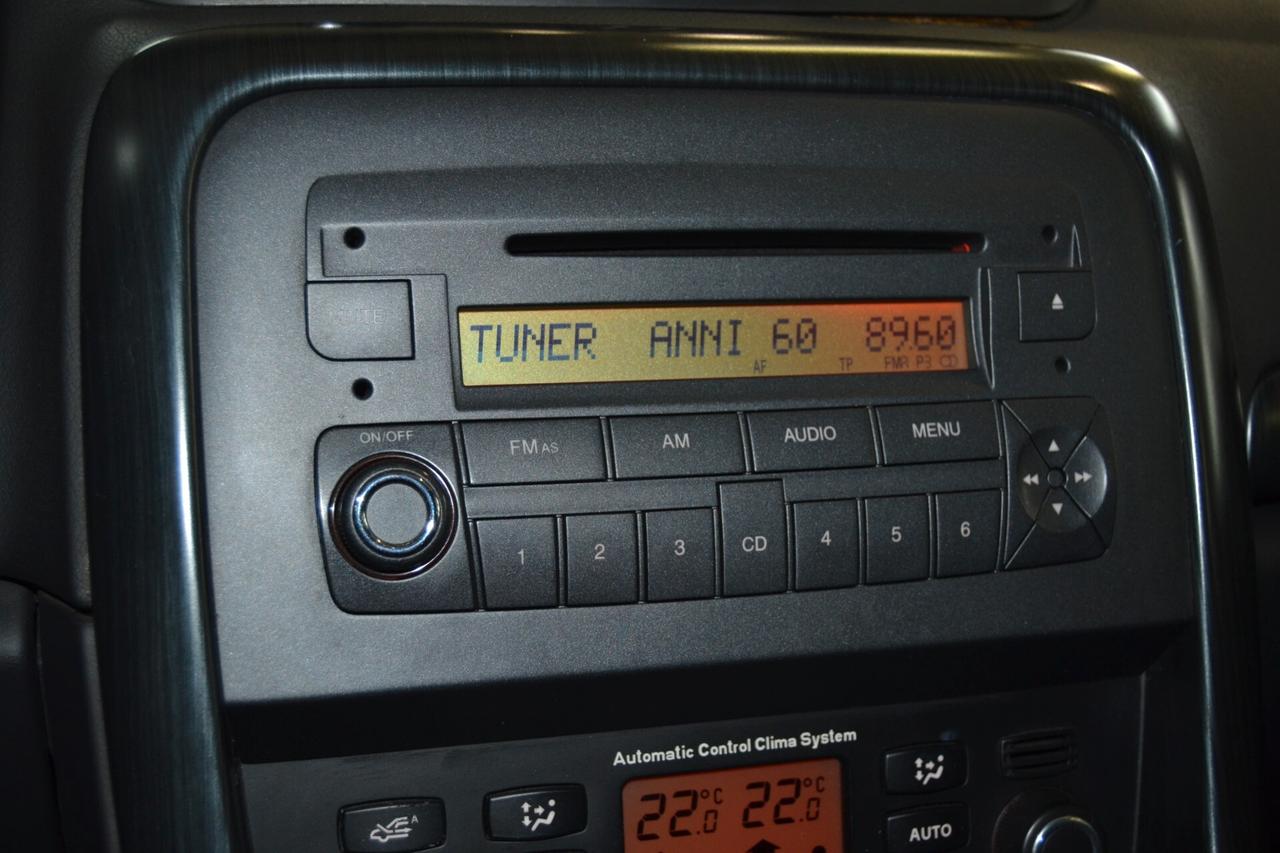 TUNER ANNI 60 89.60
AF TP FMR P3 CD
ON/OFF
FM AS AM AUDIO MENU
1 2 3 CD 4 5 6
Automatic Control Clima System
22.0°C 22.0°C
A
AUTO